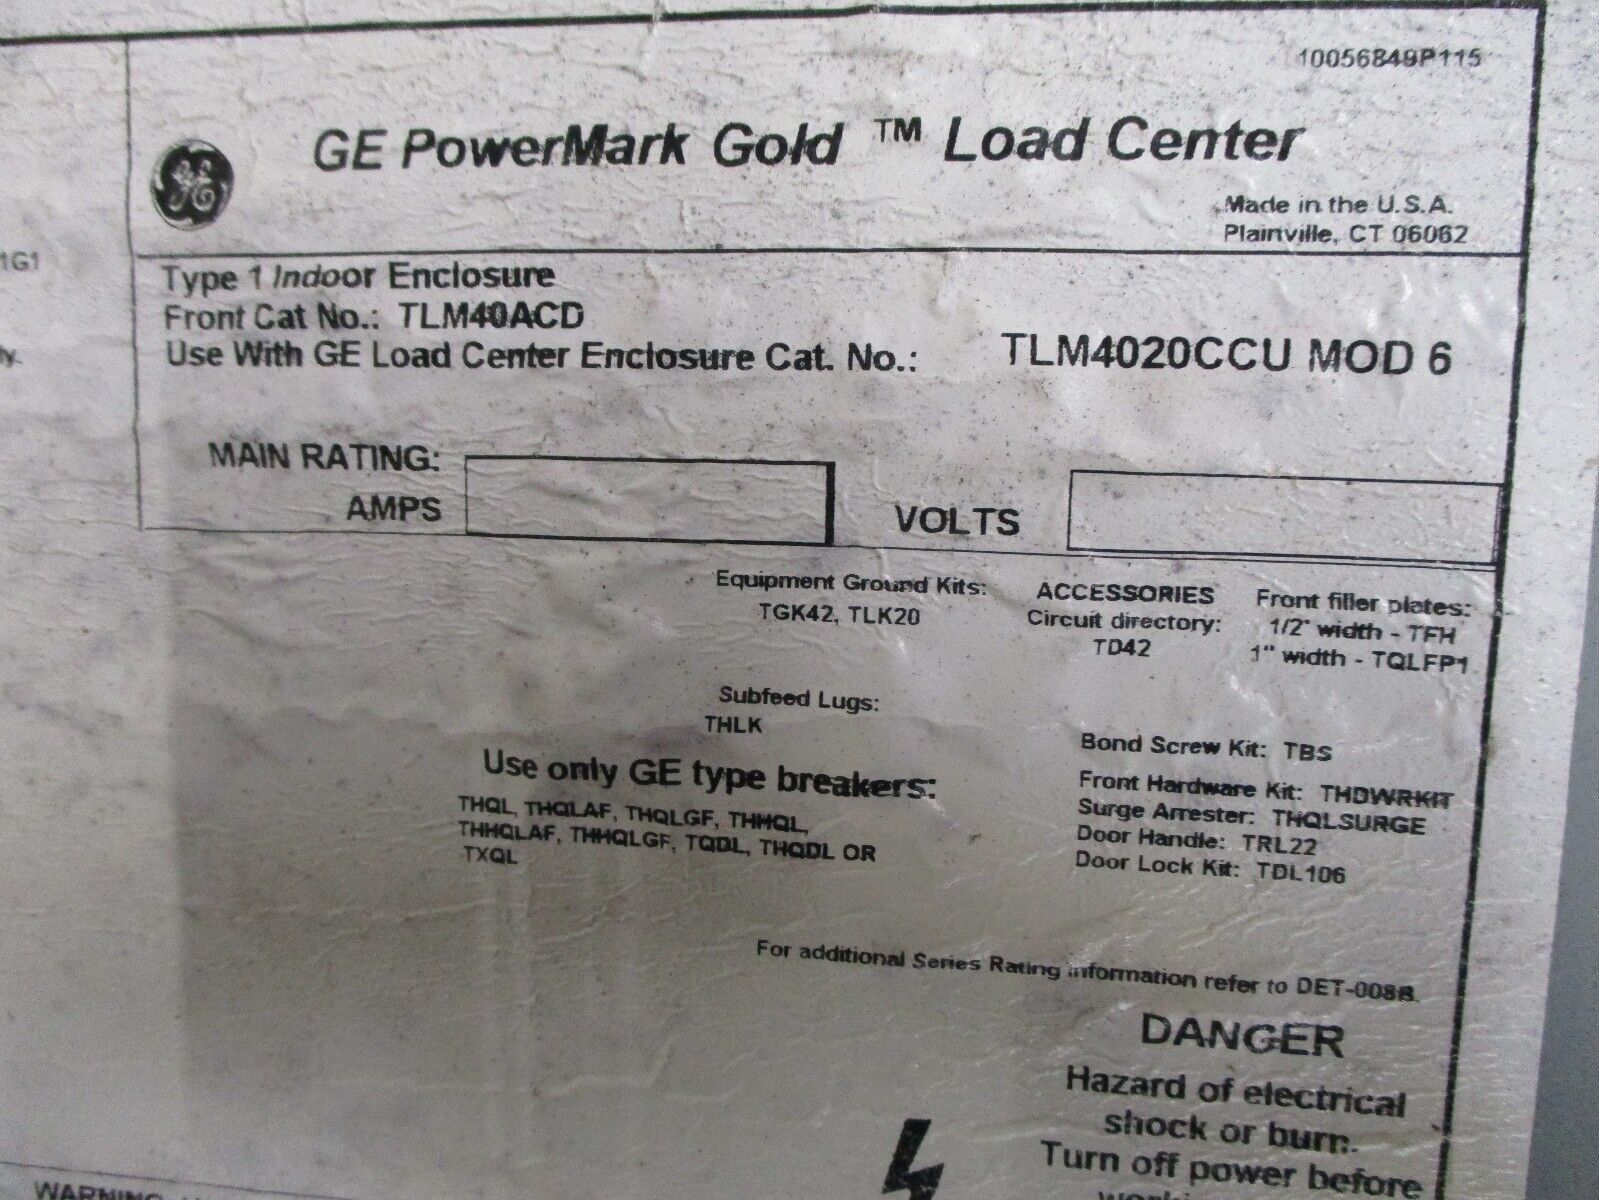 10056849P115
GE PowerMark Gold ™ Load Center
Made in the U.S.A.
Plainville, CT 06062
1G1
Type 1 Indoor Enclosure
Front Cat No.: TLM40ACD
Use With GE Load Center Enclosure Cat. No.: TLM4020CCU MOD 6
MAIN RATING:
AMPS
VOLTS
Equipment Ground Kits:
TGK42, TLK20
ACCESSORIES
Circuit directory:
TD42
Front filler plates:
1/2" width - TFH
1" width - TQLFP1
Subfeed Lugs:
THLK
Use only GE type breakers:
THQL, THQLAF, THQLGF, THHQL,
THHQLAF, THHQLGF, TQDL, THQDL OR
TXQL
Bond Screw Kit: TBS
Front Hardware Kit: THDWRKIT
Surge Arrester: THQLSURGE
Door Handle: TRL22
Door Lock Kit: TDL106
For additional Series Rating information refer to
DANGER
Hazard of electrical
shock or burn.
Turn off power before
WARNING